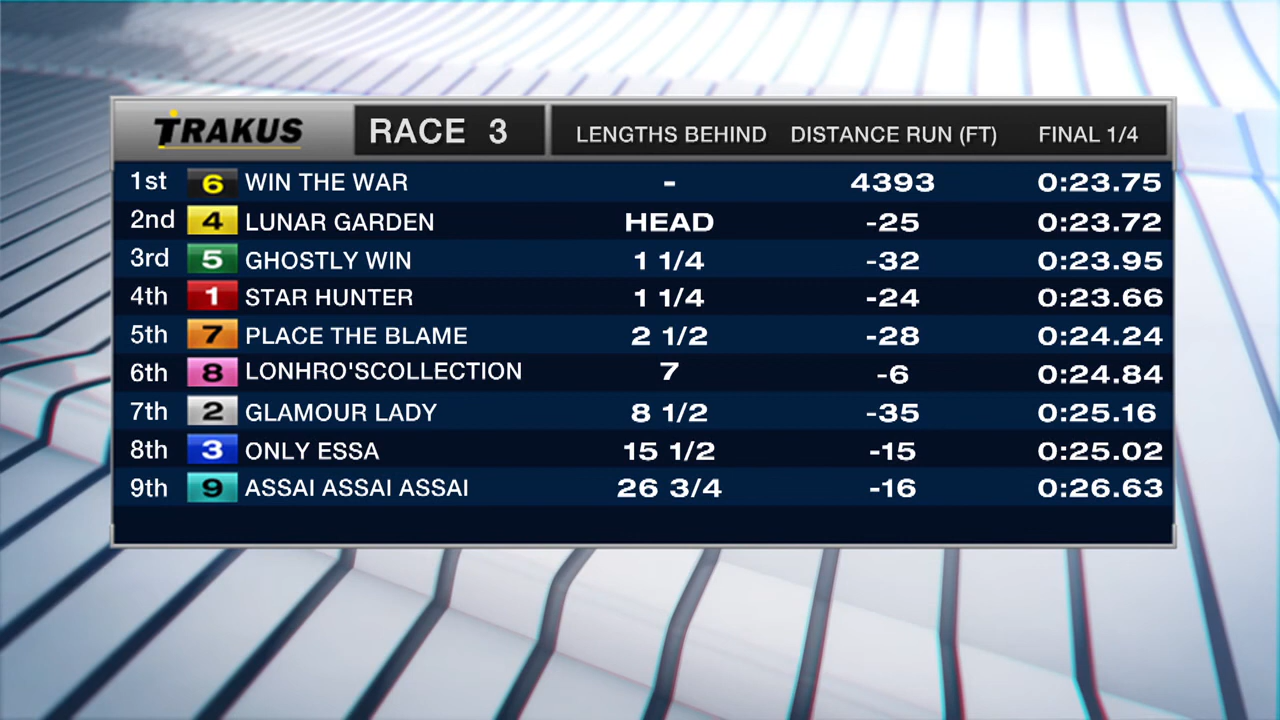 TRAKUS RACE 3 LENGTHS BEHIND DISTANCE RUN (FT) FINAL 1/4
1st 6 WIN THE WAR - 4393 0:23.75
2nd 4 LUNAR GARDEN HEAD -25 0:23.72
3rd 5 GHOSTLY WIN 1 1/4 -32 0:23.95
4th 1 STAR HUNTER 1 1/4 -24 0:23.66
5th 7 PLACE THE BLAME 2 1/2 -28 0:24.24
6th 8 LONHRO'SCOLLECTION 7 -6 0:24.84
7th 2 GLAMOUR LADY 8 1/2 -35 0:25.16
8th 3 ONLY ESSA 15 1/2 -15 0:25.02
9th 9 ASSAI ASSAI ASSAI 26 3/4 -16 0:26.63